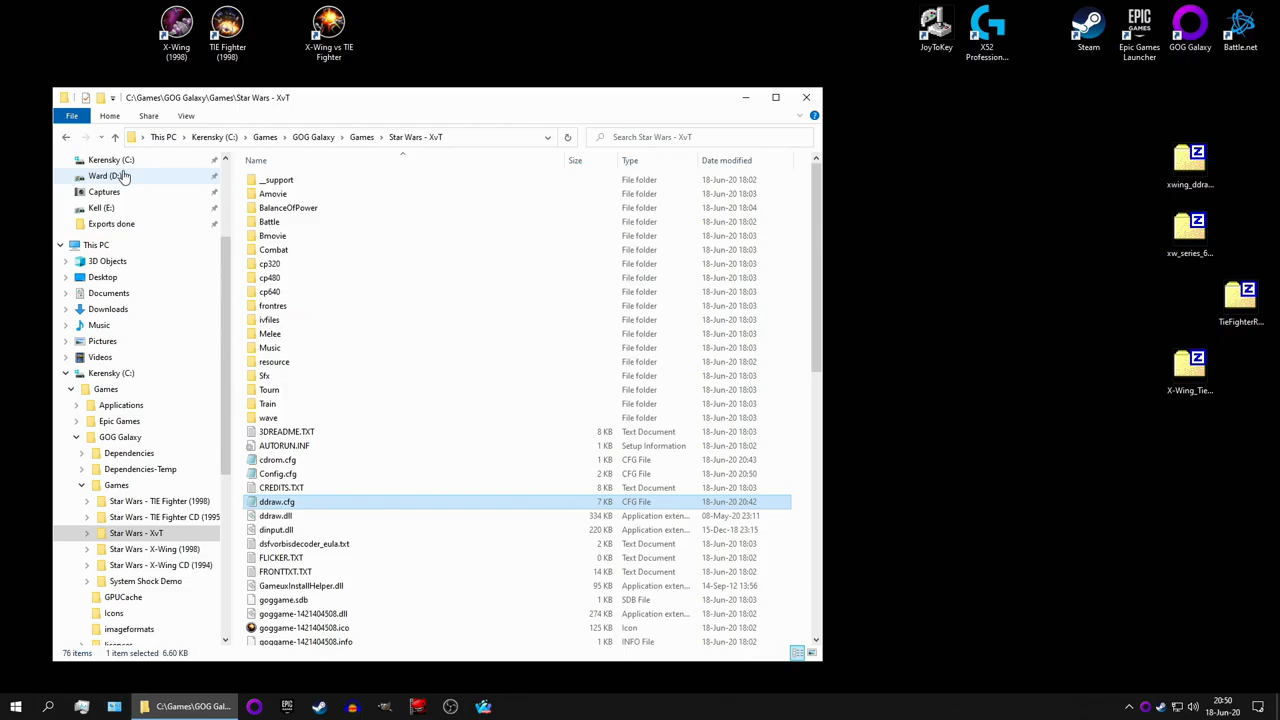 X-Wing
(1998)
TIE Fighter
(1998)
X-Wing vs TIE
Fighter
JoyToKey
X52
Profession...
Steam
Epic Games
Launcher
GOG Galaxy
Battle.net
C:\Games\GOG Galaxy\Games\Star Wars - XvT
File
Home
Share
View
This PC
Kerensky (C:)
Games
GOG Galaxy
Games
Star Wars - XvT
Search Star Wars - XvT
Name
Size
Type
Date modified
Kerensky (C:)
Ward (D:)
Captures
Kell (E:)
Exports done
This PC
3D Objects
Desktop
Documents
Downloads
Music
Pictures
Videos
Kerensky (C:)
Games
Applications
Epic Games
GOG Galaxy
Dependencies
Dependencies-Temp
Games
Star Wars - TIE Fighter (1998)
Star Wars - TIE Fighter CD (1995
Star Wars - XvT
Star Wars - X-Wing (1998)
Star Wars - X-Wing CD (1994)
System Shock Demo
GPUCache
Icons
imageformats
licenses
__support File folder 18-Jun-20 18:02
Amovie File folder 18-Jun-20 18:03
BalanceOfPower File folder 18-Jun-20 18:04
Battle File folder 18-Jun-20 18:02
Bmovie File folder 18-Jun-20 18:03
Combat File folder 18-Jun-20 18:03
cp320 File folder 18-Jun-20 18:03
cp480 File folder 18-Jun-20 18:03
cp640 File folder 18-Jun-20 18:03
frontres File folder 18-Jun-20 18:03
ivfiles File folder 18-Jun-20 18:03
Melee File folder 18-Jun-20 18:03
Music File folder 18-Jun-20 18:03
resource File folder 18-Jun-20 18:02
Sfx File folder 18-Jun-20 18:03
Tourn File folder 18-Jun-20 18:03
Train File folder 18-Jun-20 18:03
wave File folder 18-Jun-20 18:03
3DREADME.TXT 8 KB Text Document 18-Jun-20 18:03
AUTORUN.INF 1 KB Setup Information 18-Jun-20 18:02
cdrom.cfg 1 KB CFG File 18-Jun-20 20:43
Config.cfg 2 KB CFG File 18-Jun-20 20:50
CREDITS.TXT 8 KB Text Document 18-Jun-20 18:03
ddraw.cfg 7 KB CFG File 18-Jun-20 20:42
ddraw.dll 334 KB Application exten... 08-May-20 23:11
dinput.dll 220 KB Application exten... 15-Dec-18 23:15
dsfvorbisdecoder_eula.txt 2 KB Text Document 18-Jun-20 18:03
FLICKER.TXT 0 KB Text Document 18-Jun-20 18:03
FRONTTXT.TXT 14 KB Text Document 18-Jun-20 18:03
GameuxInstallHelper.dll 95 KB Application exten... 14-Sep-12 13:56
goggame.sdb 1 KB SDB File 18-Jun-20 18:03
goggame-1421404508.dll 274 KB Application exten... 18-Jun-20 18:02
goggame-1421404508.ico 125 KB Icon 18-Jun-20 18:02
goggame-1421404508.info 1 KB INFO File 18-Jun-20 18:02
76 items
1 item selected 6.60 KB
xwing_ddra...
xw_series_6...
TieFighterR...
X-Wing_Tie...
C:\Games\GOG Gal...
EPIC
20:50
18-Jun-20